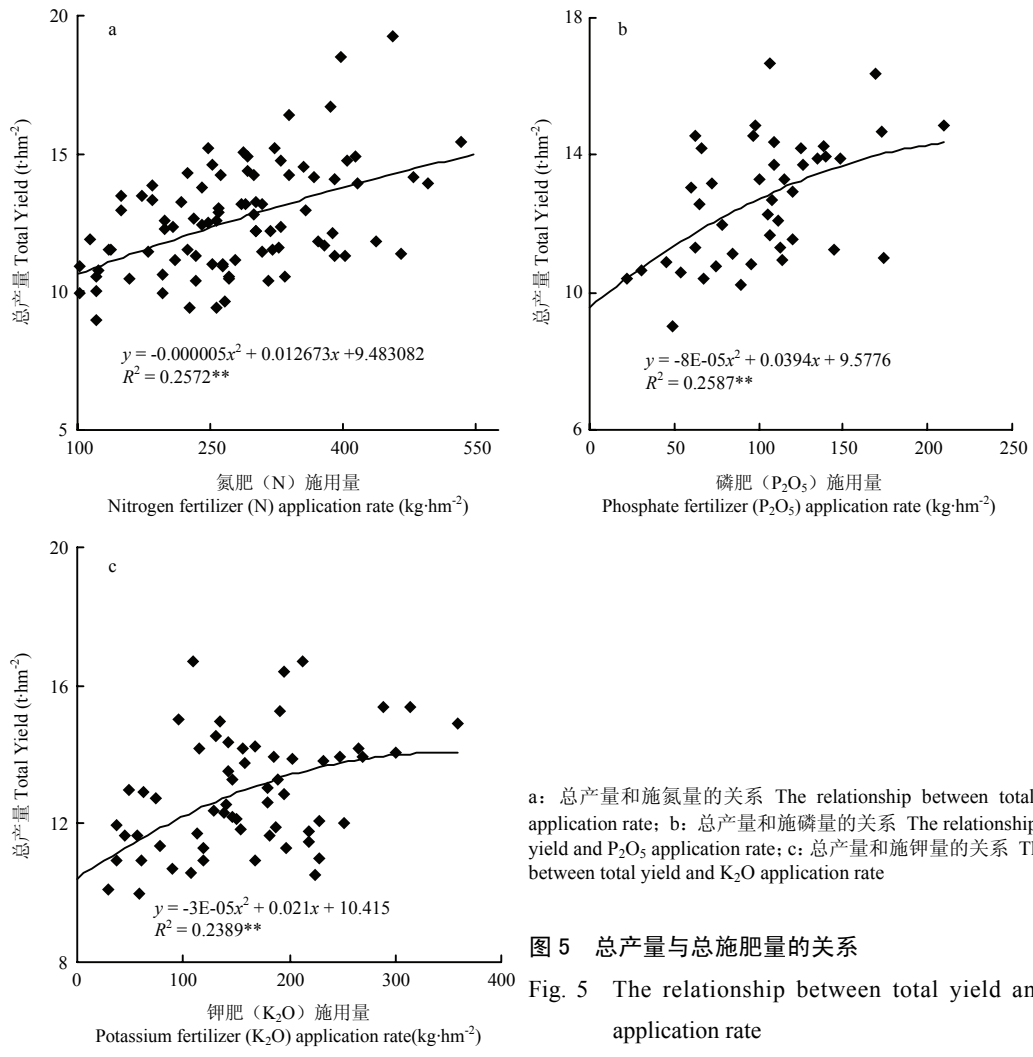 20
a
15
10
5
总产量 Total Yield (t·hm-2)
y = -0.000005x2 + 0.012673x +9.483082
R2 = 0.2572**
100 250 400 550
氮肥（N）施用量
Nitrogen fertilizer (N) application rate (kg·hm-2)
18
b
14
10
6
总产量 Total Yield (t·hm-2)
y = -8E-05x2 + 0.0394x + 9.5776
R2 = 0.2587**
0 50 100 150 200 250
磷肥（P2O5）施用量
Phosphate fertilizer (P2O5) application rate (kg·hm-2)
20
c
16
12
8
总产量 Total Yield (t·hm-2)
y = -3E-05x2 + 0.021x + 10.415
R2 = 0.2389**
0 100 200 300 400
钾肥（K2O）施用量
Potassium fertilizer (K2O) application rate(kg·hm-2)
a：总产量和施氮量的关系 The relationship between total
application rate；b：总产量和施磷量的关系 The relationship
yield and P2O5 application rate；c：总产量和施钾量的关系
between total yield and K2O application rate
图 5 总产量与总施肥量的关系
Fig. 5 The relationship between total yield an
application rate